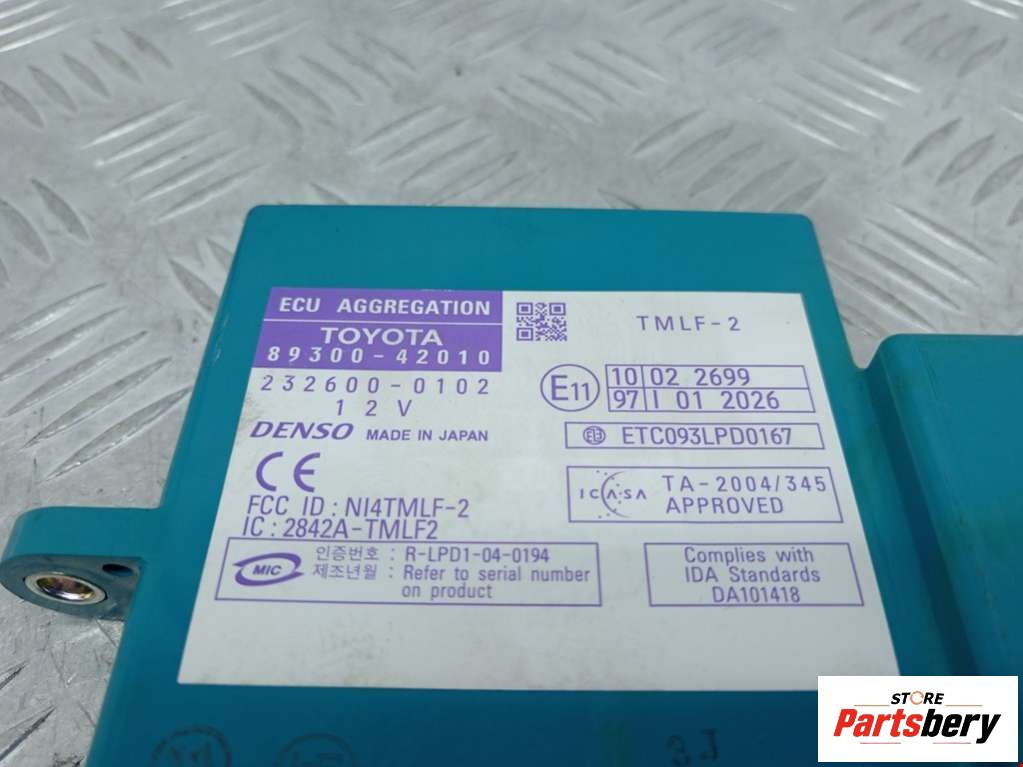 ECU AGGREGATION
TOYOTA
89300-42010
232600-0102
12V
DENSO MADE IN JAPAN
CE
FCC ID : NI4TMLF-2
IC : 2842A-TMLF2
MIC
인증번호 : R-LPD1-04-0194
제조년월 : Refer to serial number
on product
TMLF-2
E11
10 02 2699
97 I 01 2026
ETC093LPD0167
ICASA
TA-2004/345
APPROVED
Complies with
IDA Standards
DA101418
STORE
Partsbery